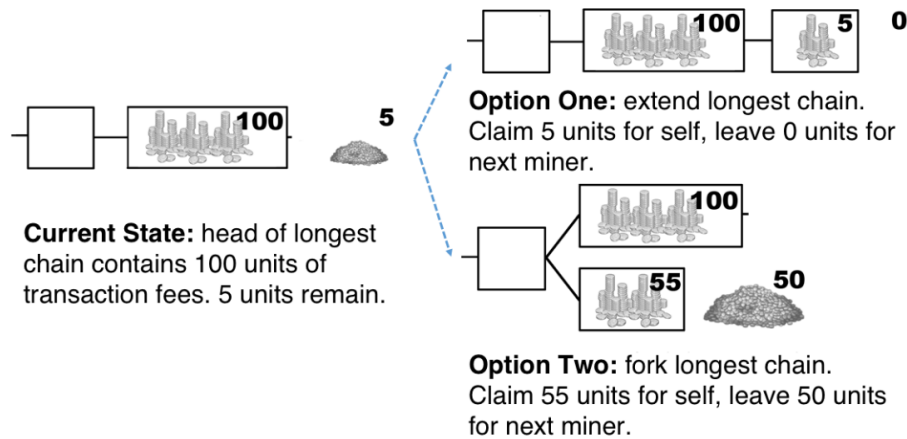 100
5
Current State: head of longest
chain contains 100 units of
transaction fees. 5 units remain.
100
5
0
Option One: extend longest chain.
Claim 5 units for self, leave 0 units for
next miner.
100
55
50
Option Two: fork longest chain.
Claim 55 units for self, leave 50 units
for next miner.